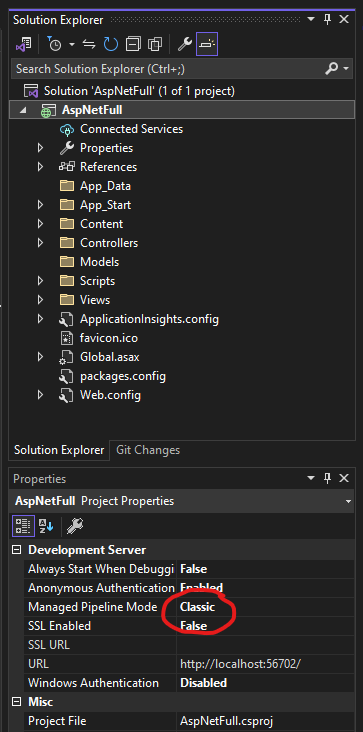 Solution Explorer
Search Solution Explorer (Ctrl+;)
Solution 'AspNetFull' (1 of 1 project)
AspNetFull
Connected Services
Properties
References
App_Data
App_Start
Content
Controllers
Models
Scripts
Views
ApplicationInsights.config
favicon.ico
Global.asax
packages.config
Web.config
Solution Explorer Git Changes
Properties
AspNetFull Project Properties
Development Server
Always Start When Debuggi False
Anonymous Authentication Enabled
Managed Pipeline Mode Classic
SSL Enabled False
SSL URL
URL http://localhost:56702/
Windows Authentication Disabled
Misc
Project File AspNetFull.csproj